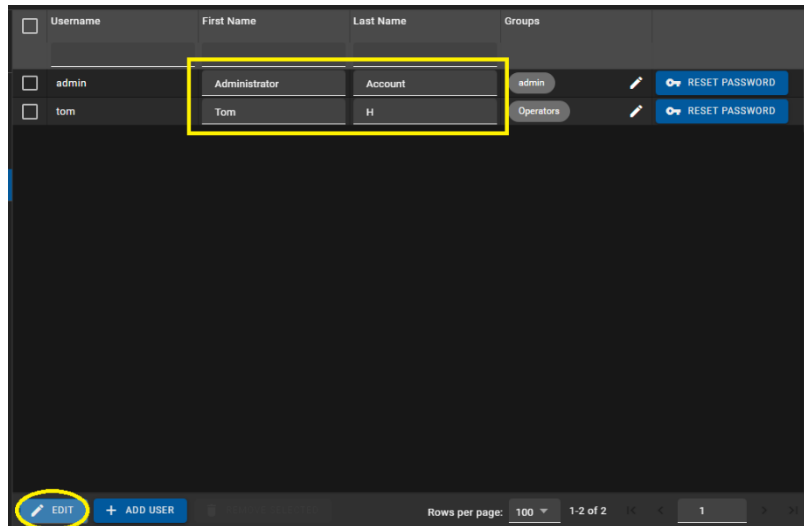 Username First Name Last Name Groups
admin Administrator Account admin RESET PASSWORD
tom Tom H Operators RESET PASSWORD
EDIT ADD USER Rows per page: 100 1-2 of 2 1